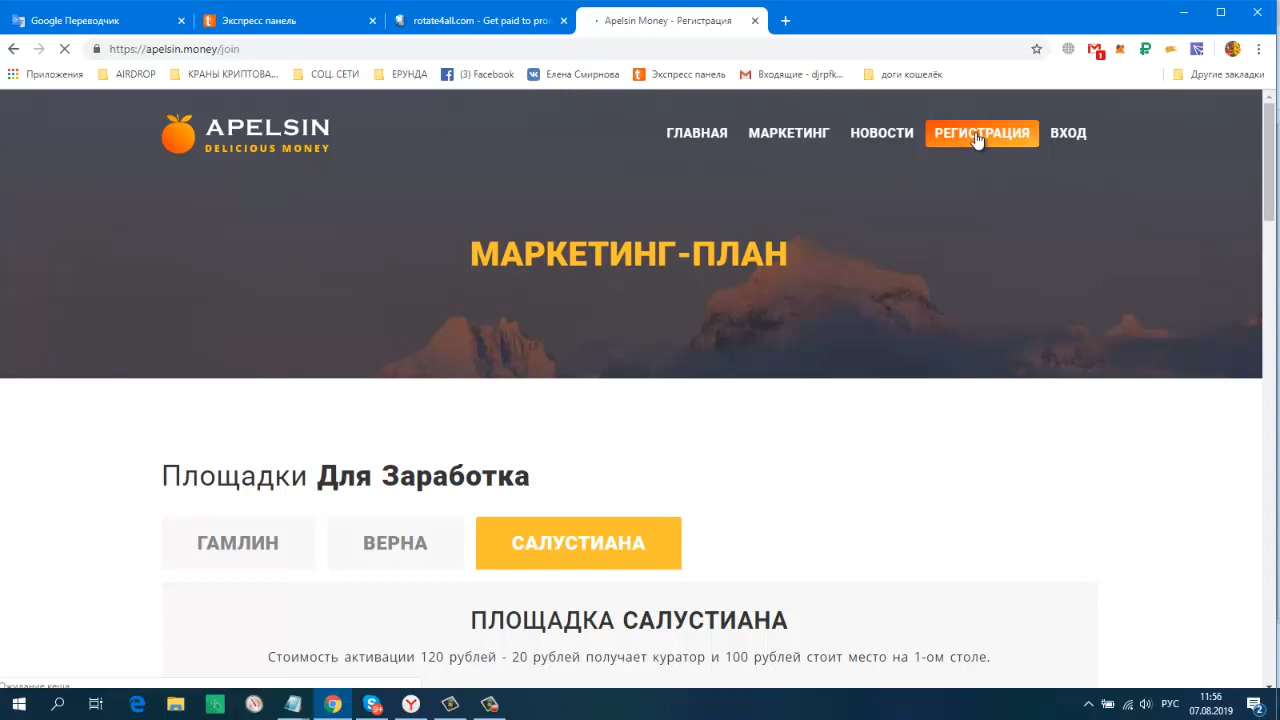 Google Переводчик
Экспресс панель
rotate4all.com - Get paid to pro
Apelsin Money - Регистрация
https://apelsin.money/join
Приложения
AIRDROP
КРАНЫ КРИПТОВА...
СОЦ. СЕТИ
ЕРУНДА
(3) Facebook
Елена Смирнова
Экспресс панель
Входящие - djrpfk...
доги кошелёк
Другие закладки
APELSIN
DELICIOUS MONEY
ГЛАВНАЯ
МАРКЕТИНГ
НОВОСТИ
РЕГИСТРАЦИЯ
ВХОД
МАРКЕТИНГ-ПЛАН
Площадки Для Заработка
ГАМЛИН
ВЕРНА
САЛУСТИАНА
ПЛОЩАДКА САЛУСТИАНА
Стоимость активации 120 рублей - 20 рублей получает куратор и 100 рублей стоит место на 1-ом столе.
Ожидание кеша...
РУС
11:56
07.08.2019